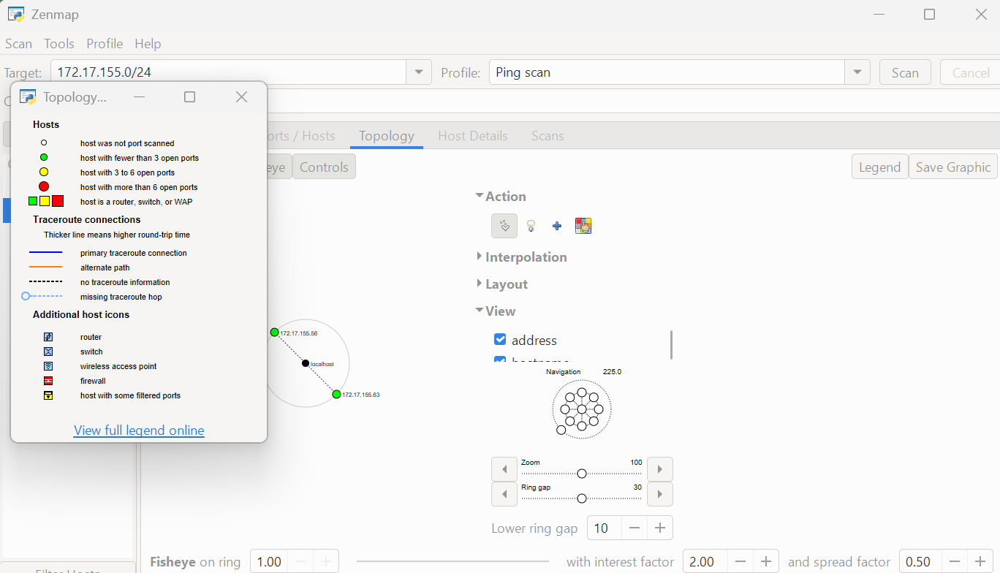 Zenmap
Scan Tools Profile Help
Target: 172.17.155.0/24 Profile: Ping scan Scan Cancel
Topology...
Hosts
host was not port scanned
host with fewer than 3 open ports
host with 3 to 6 open ports
host with more than 6 open ports
host is a router, switch, or WAP
Traceroute connections
Thicker line means higher round-trip time
primary traceroute connection
alternate path
no traceroute information
missing traceroute hop
Additional host icons
router
switch
wireless access point
firewall
host with some filtered ports
View full legend online
orts / Hosts Topology Host Details Scans
eye Controls Legend Save Graphic
Action
Interpolation
Layout
View
address
hostname
172.17.155.56
localhost
172.17.155.63
Navigation 225.0
Zoom 100
Ring gap 30
Lower ring gap 10
Fisheye on ring 1.00 with interest factor 2.00 and spread factor 0.50
Filter Hosts